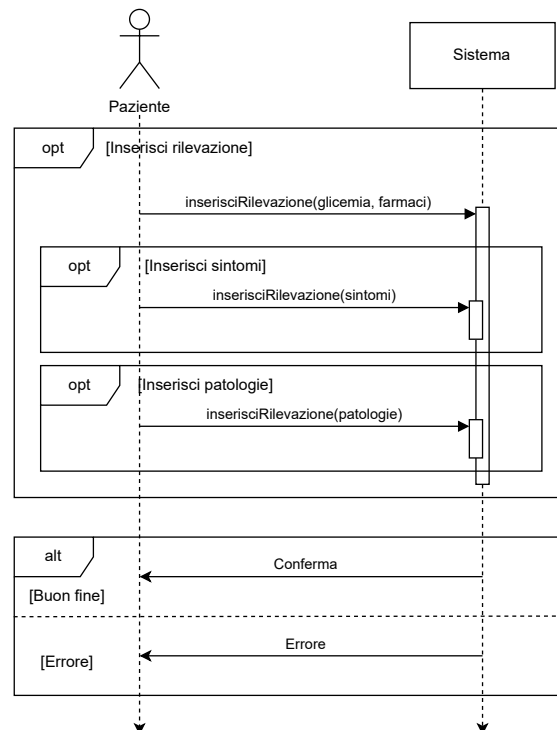 Sistema
Paziente
opt
[Inserisci rilevazione]
inserisciRilevazione(glicemia, farmaci)
opt
[Inserisci sintomi]
inserisciRilevazione(sintomi)
opt
[Inserisci patologie]
inserisciRilevazione(patologie)
alt
Conferma
[Buon fine]
Errore
[Errore]